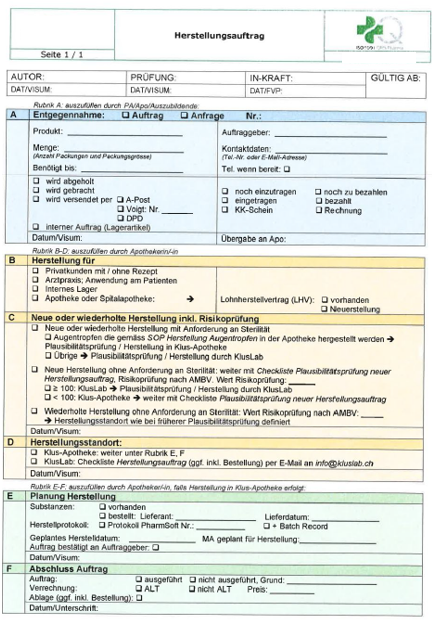 Herstellungsauftrag
Seite 1 / 1
AUTOR: PRÜFUNG: IN-KRAFT: GÜLTIG AB:
DAT/VISUM: DAT/VISUM: DAT/FVP:
Rubrik A: auszufüllen durch PA/Apo/Auszubildende:
A Entgegennahme: ☐ Auftrag ☐ Anfrage Nr.:
Produkt: Auftraggeber:
Menge: Kontaktdaten:
(Anzahl Packungen und Packungsgrösse) (Tel.-Nr. oder E-Mail-Adresse)
Benötigt bis: Tel. wenn bereit: ☐
☐ wird abgeholt ☐ noch einzutragen ☐ noch zu bezahlen
☐ wird gebracht ☐ eingetragen ☐ bezahlt
☐ wird versendet per ☐ A-Post ☐ KK-Schein ☐ Rechnung
☐ Voigt: Nr.
☐ DPD
☐ interner Auftrag (Lagerartikel)
Datum/Visum: Übergabe an Apo:
Rubrik B-D: auszufüllen durch Apothekerin/-in
B Herstellung für
☐ Privatkunden mit / ohne Rezept
☐ Arztpraxis; Anwendung am Patienten
☐ Internes Lager
☐ Apotheke oder Spitalapotheke: ➔ Lohnherstellvertrag (LHV): ☐ vorhanden
☐ Neuerstellung
C Neue oder wiederholte Herstellung inkl. Risikoprüfung
☐ Neue oder wiederholte Herstellung mit Anforderung an Sterilität
☐ Augentropfen die gemäss SOP Herstellung Augentropfen in der Apotheke hergestellt werden ➔
Plausibilitätsprüfung / Herstellung in Klus-Apotheke
☐ Übrige ➔ Plausibilitätsprüfung / Herstellung durch KlusLab
☐ Neue Herstellung ohne Anforderung an Sterilität: weiter mit Checkliste Plausibilitätsprüfung neuer
Herstellungsauftrag, Risikoprüfung nach AMBV. Wert Risikoprüfung:
☐ ≥ 100: KlusLab ➔ Plausibilitätsprüfung / Herstellung durch KlusLab
☐ < 100: Klus-Apotheke ➔ weiter mit Checkliste Plausibilitätsprüfung neuer Herstellungsauftrag
☐ Wiederholte Herstellung ohne Anforderung an Sterilität: Wert Risikoprüfung nach AMBV:
➔ Herstellungsstandort wie bei früherer Plausibilitätsprüfung definiert
Datum/Visum:
D Herstellungsstandort:
☐ Klus-Apotheke: weiter unter Rubrik E, F
☐ KlusLab: Checkliste Herstellungsauftrag (ggf. inkl. Bestellung) per E-Mail an info@kluslab.ch
Datum/Visum:
Rubrik E-F: auszufüllen durch Apotheker/-in, falls Herstellung in Klus-Apotheke erfolgt:
E Planung Herstellung
Substanzen: ☐ vorhanden
☐ bestellt: Lieferant: Lieferdatum:
Herstellprotokoll: ☐ Protokoll PharmSoft Nr.: ☐ + Batch Record
Geplantes Herstelldatum: MA geplant für Herstellung:
Auftrag bestätigt an Auftraggeber: ☐
Datum/Visum:
F Abschluss Auftrag
Auftrag: ☐ ausgeführt ☐ nicht ausgeführt, Grund:
Verrechnung: ☐ ALT ☐ nicht ALT Preis:
Ablage (ggf. inkl. Bestellung): ☐
Datum/Unterschrift: